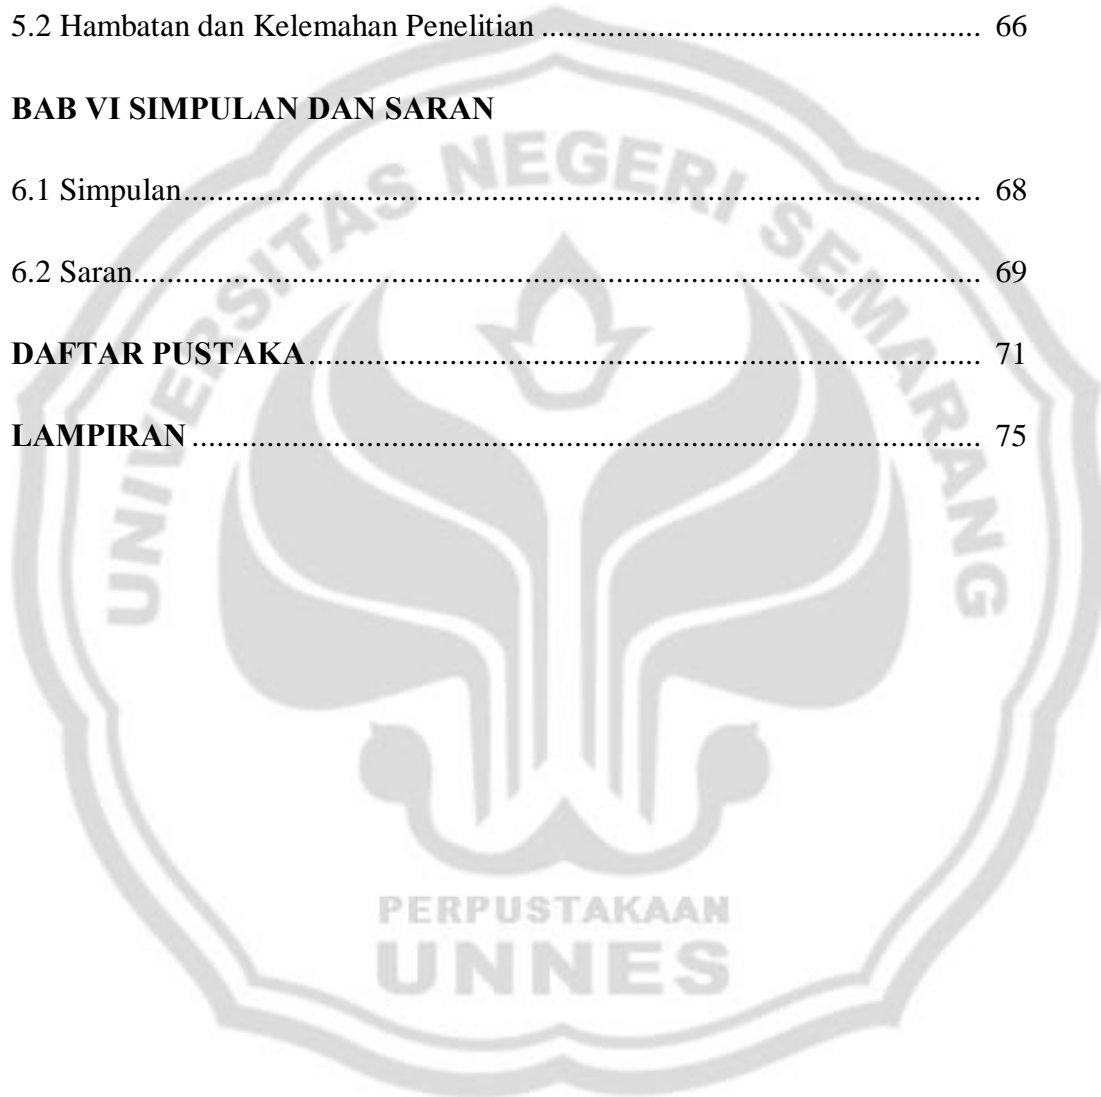 5.2 Hambatan dan Kelemahan Penelitian ..................................................... 66
BAB VI SIMPULAN DAN SARAN
6.1 Simpulan................................................................................................ 68
6.2 Saran...................................................................................................... 69
DAFTAR PUSTAKA................................................................................. 71
LAMPIRAN ............................................................................................... 75
UNIVERSITAS NEGERI SEMARANG
PERPUSTAKAAN
UNNES